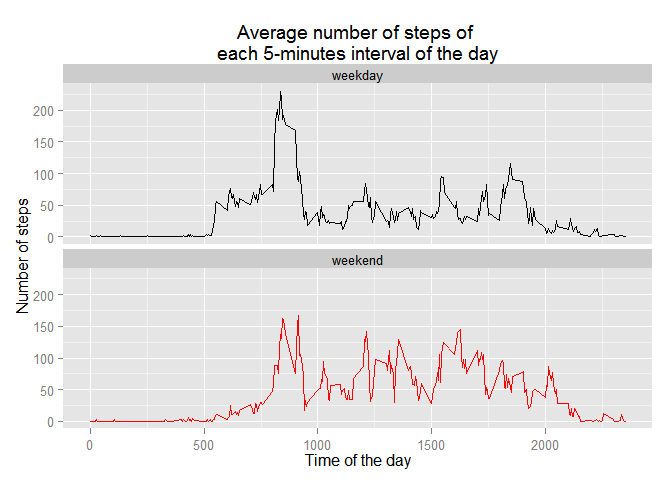 Average number of steps of
each 5-minutes interval of the day
weekday
200
150
100
50
0
Number of steps
weekend
200
150
100
50
0
0 500 1000 1500 2000
Time of the day